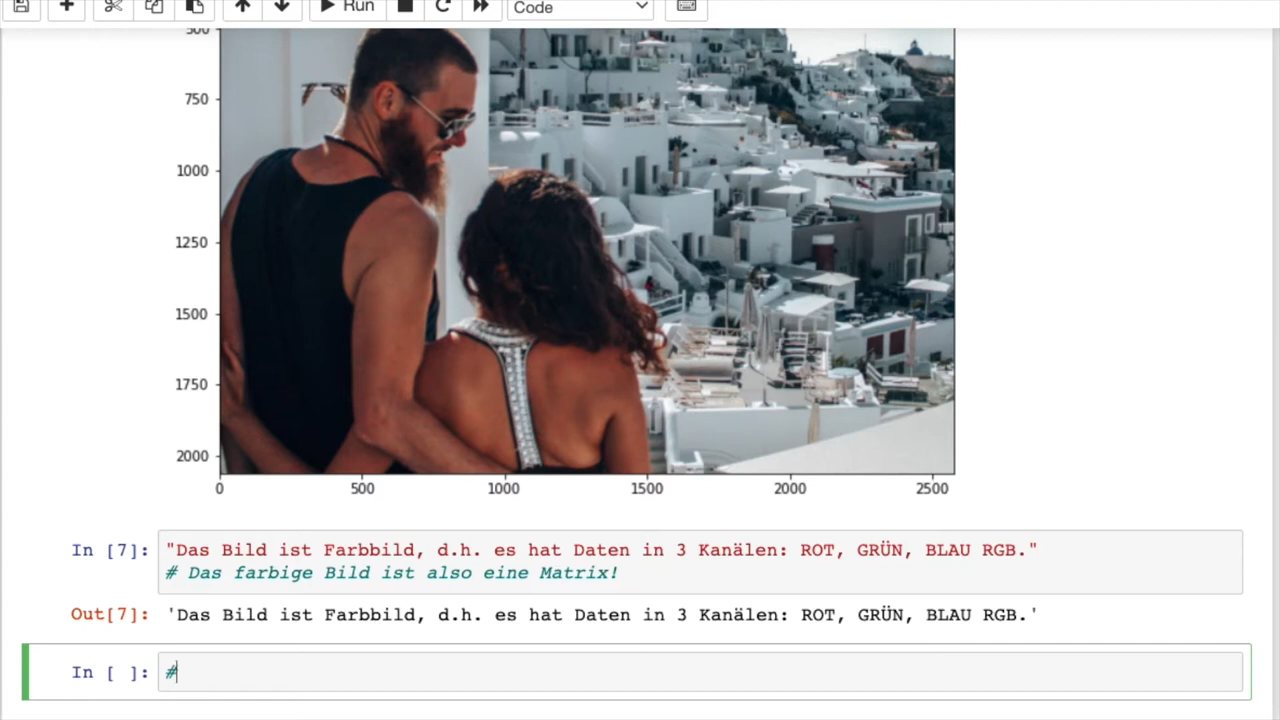 Run
Code
500
750
1000
1250
1500
1750
2000
0 500 1000 1500 2000 2500
In [7]: "Das Bild ist Farbbild, d.h. es hat Daten in 3 Kanälen: ROT, GRÜN, BLAU RGB."
# Das farbige Bild ist also eine Matrix!
Out[7]: 'Das Bild ist Farbbild, d.h. es hat Daten in 3 Kanälen: ROT, GRÜN, BLAU RGB.'
In [ ]: #